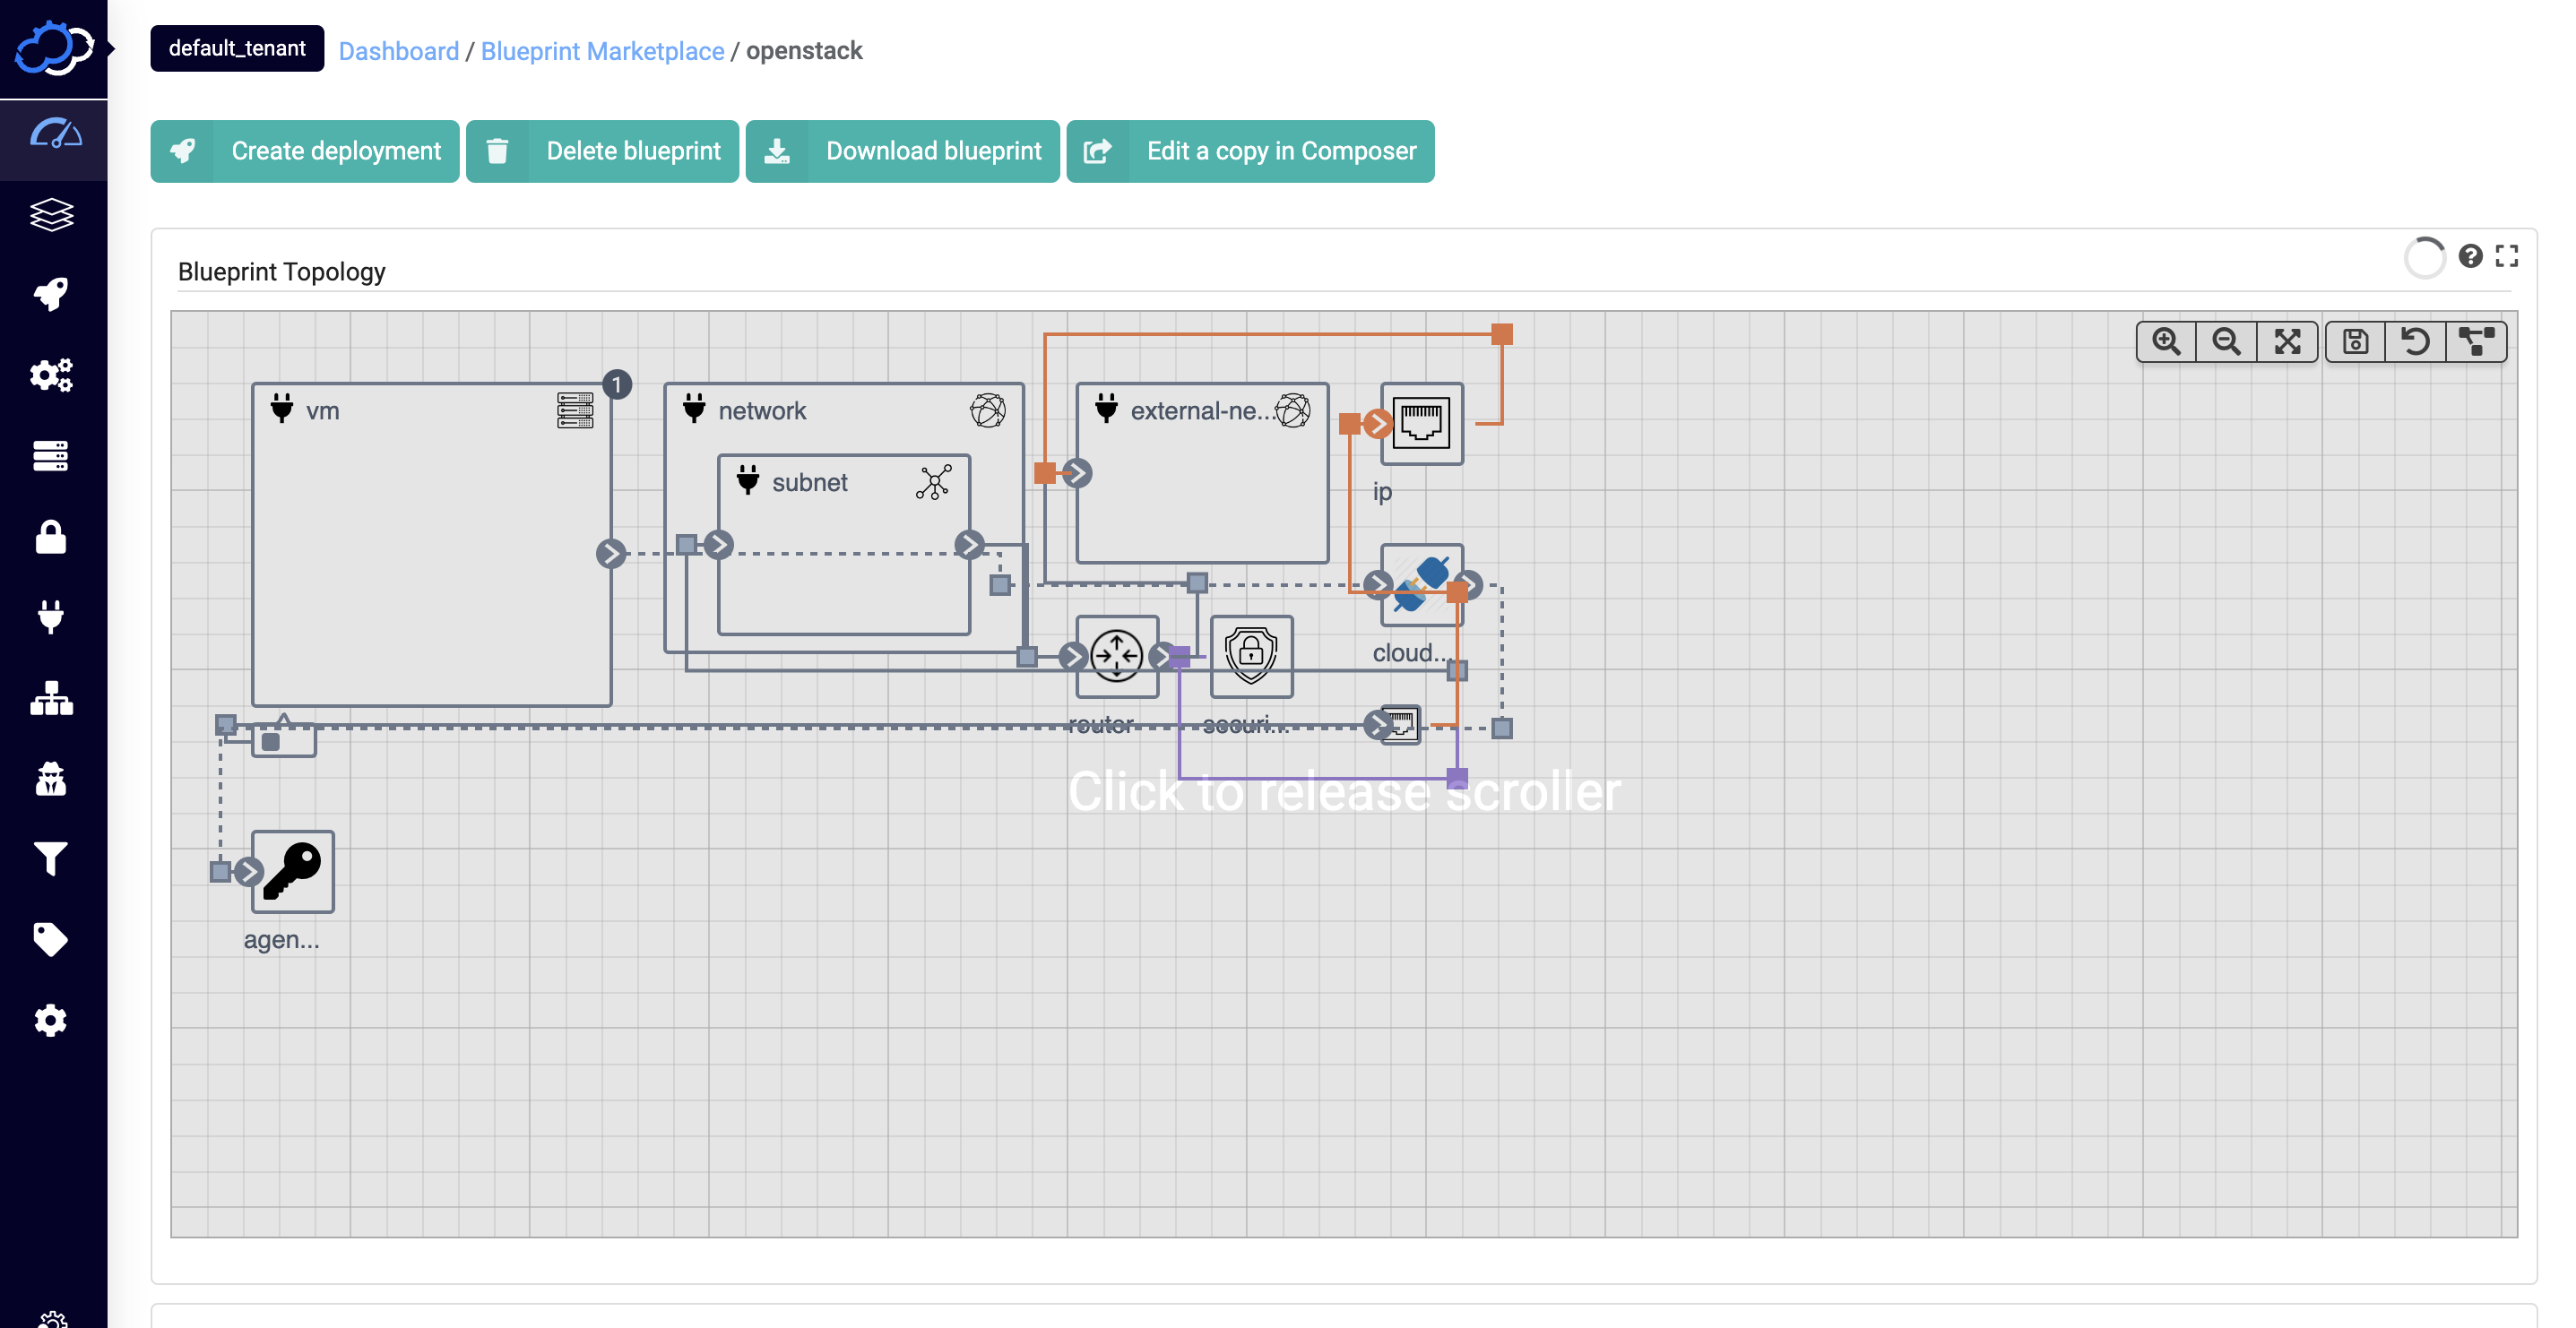 default_tenant
Dashboard / Blueprint Marketplace / openstack
Create deployment
Delete blueprint
Download blueprint
Edit a copy in Composer
Blueprint Topology
1
vm
network
external-ne...
subnet
ip
cloud...
router
securi...
Click to release scroller
agen...